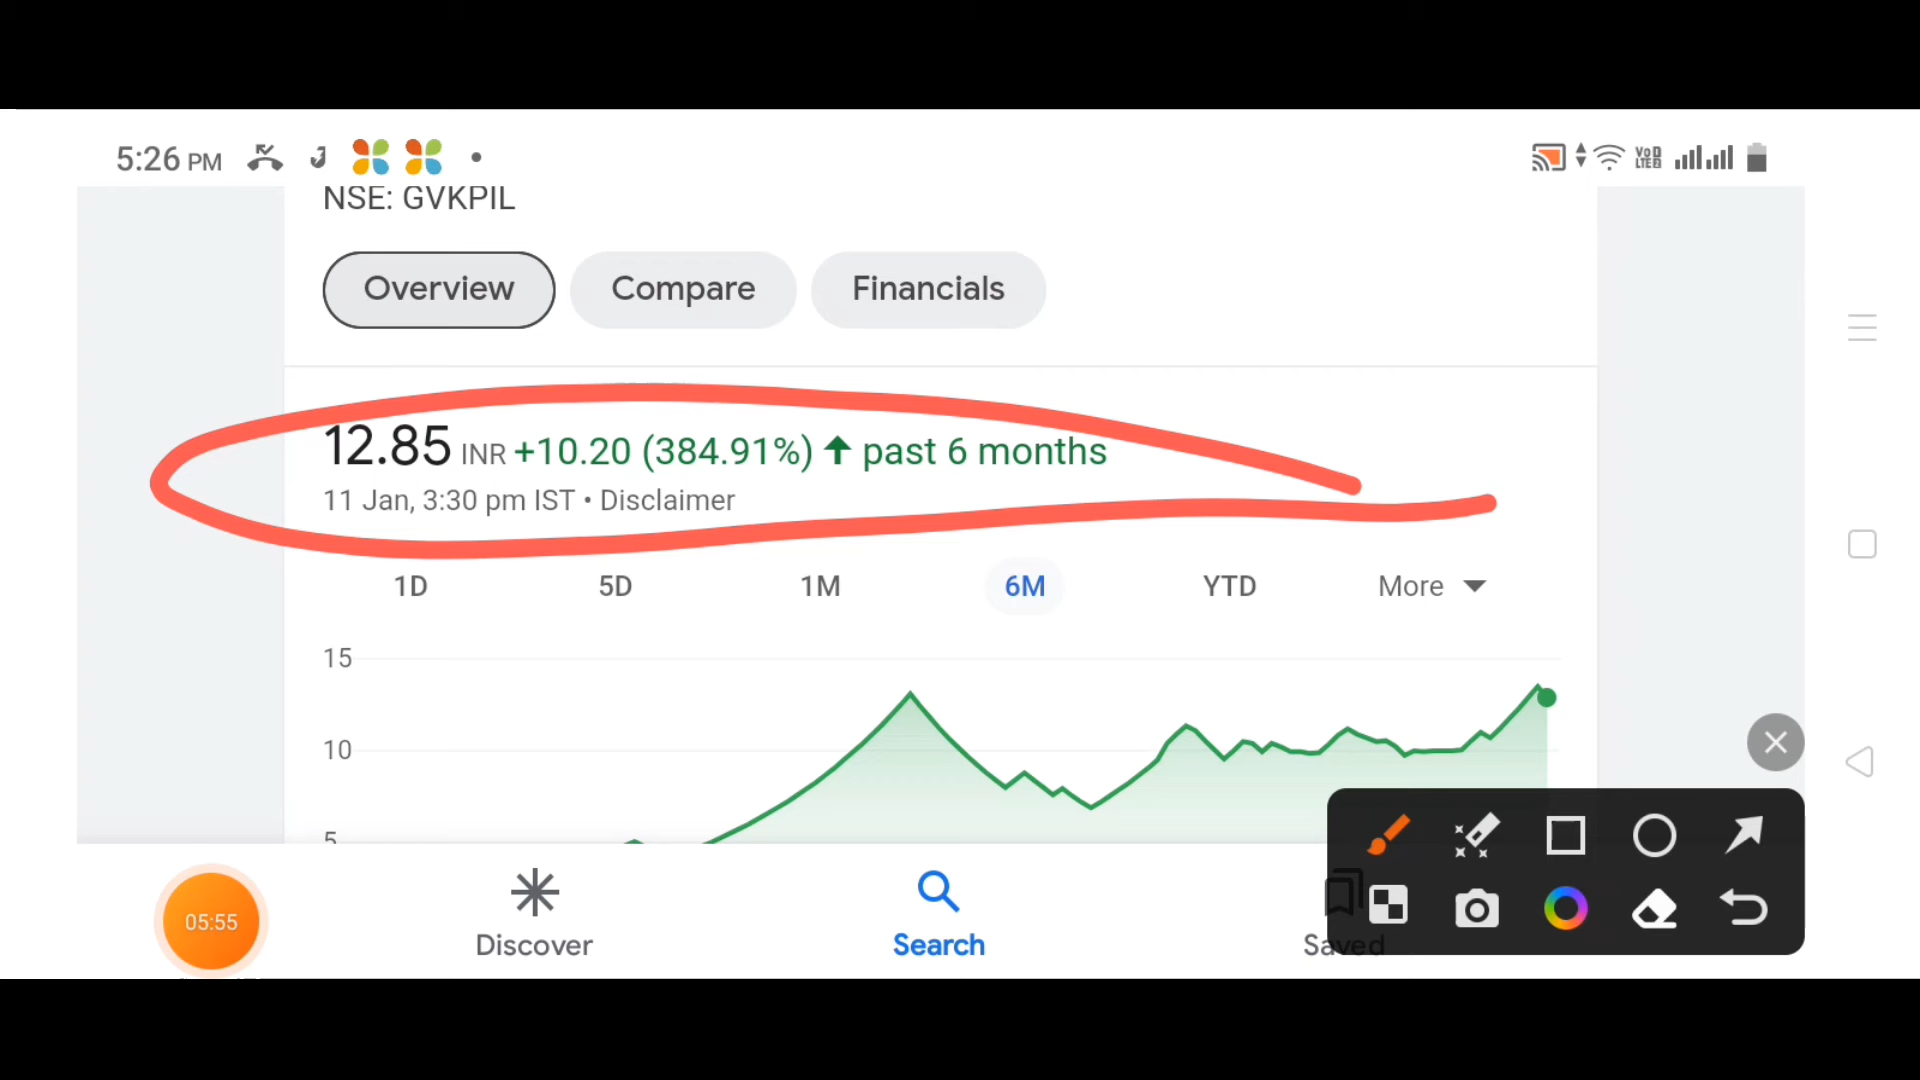 5:26 PM
NSE: GVKPIL
Overview Compare Financials
12.85 INR +10.20 (384.91%) ↑ past 6 months
11 Jan, 3:30 pm IST • Disclaimer
1D 5D 1M 6M YTD More
15
10
5
05:55
Discover Search Saved